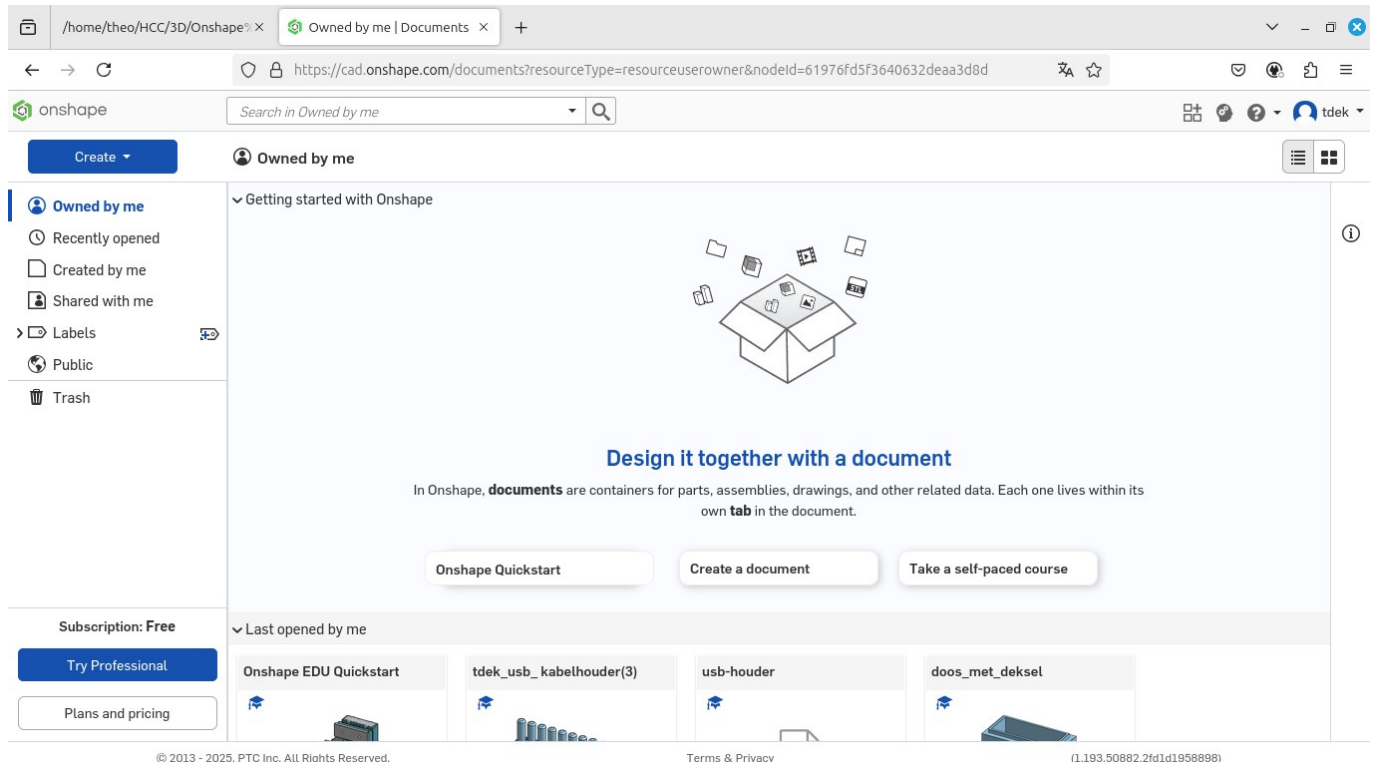 /home/theo/HCC/3D/Onshape%
Owned by me | Documents
https://cad.onshape.com/documents?resourceType=resourceuserowner&nodeId=61976fd5f3640632deaa3d8d
onshape
Search in Owned by me
tdek
Create
Owned by me
Owned by me
Recently opened
Created by me
Shared with me
Labels
Public
Trash
Getting started with Onshape
STL
Design it together with a document
In Onshape, documents are containers for parts, assemblies, drawings, and other related data. Each one lives within its
own tab in the document.
Onshape Quickstart
Create a document
Take a self-paced course
Subscription: Free
Try Professional
Plans and pricing
Last opened by me
Onshape EDU Quickstart
tdek_usb_ kabelhouder(3)
usb-houder
doos_met_deksel
© 2013 - 2025, PTC Inc. All Rights Reserved.
Terms & Privacy
(1.193.50882.2fd1d1958898)